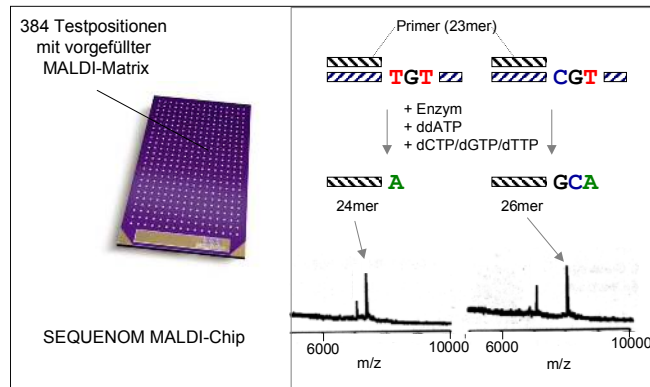 384 Testpositionen
mit vorgefüllter
MALDI-Matrix
SEQUENOM MALDI-Chip
Primer (23mer)
TGT
CGT
+ Enzym
+ ddATP
+ dCTP/dGTP/dTTP
A
GCA
24mer
26mer
6000
10000
6000
10000
m/z
m/z